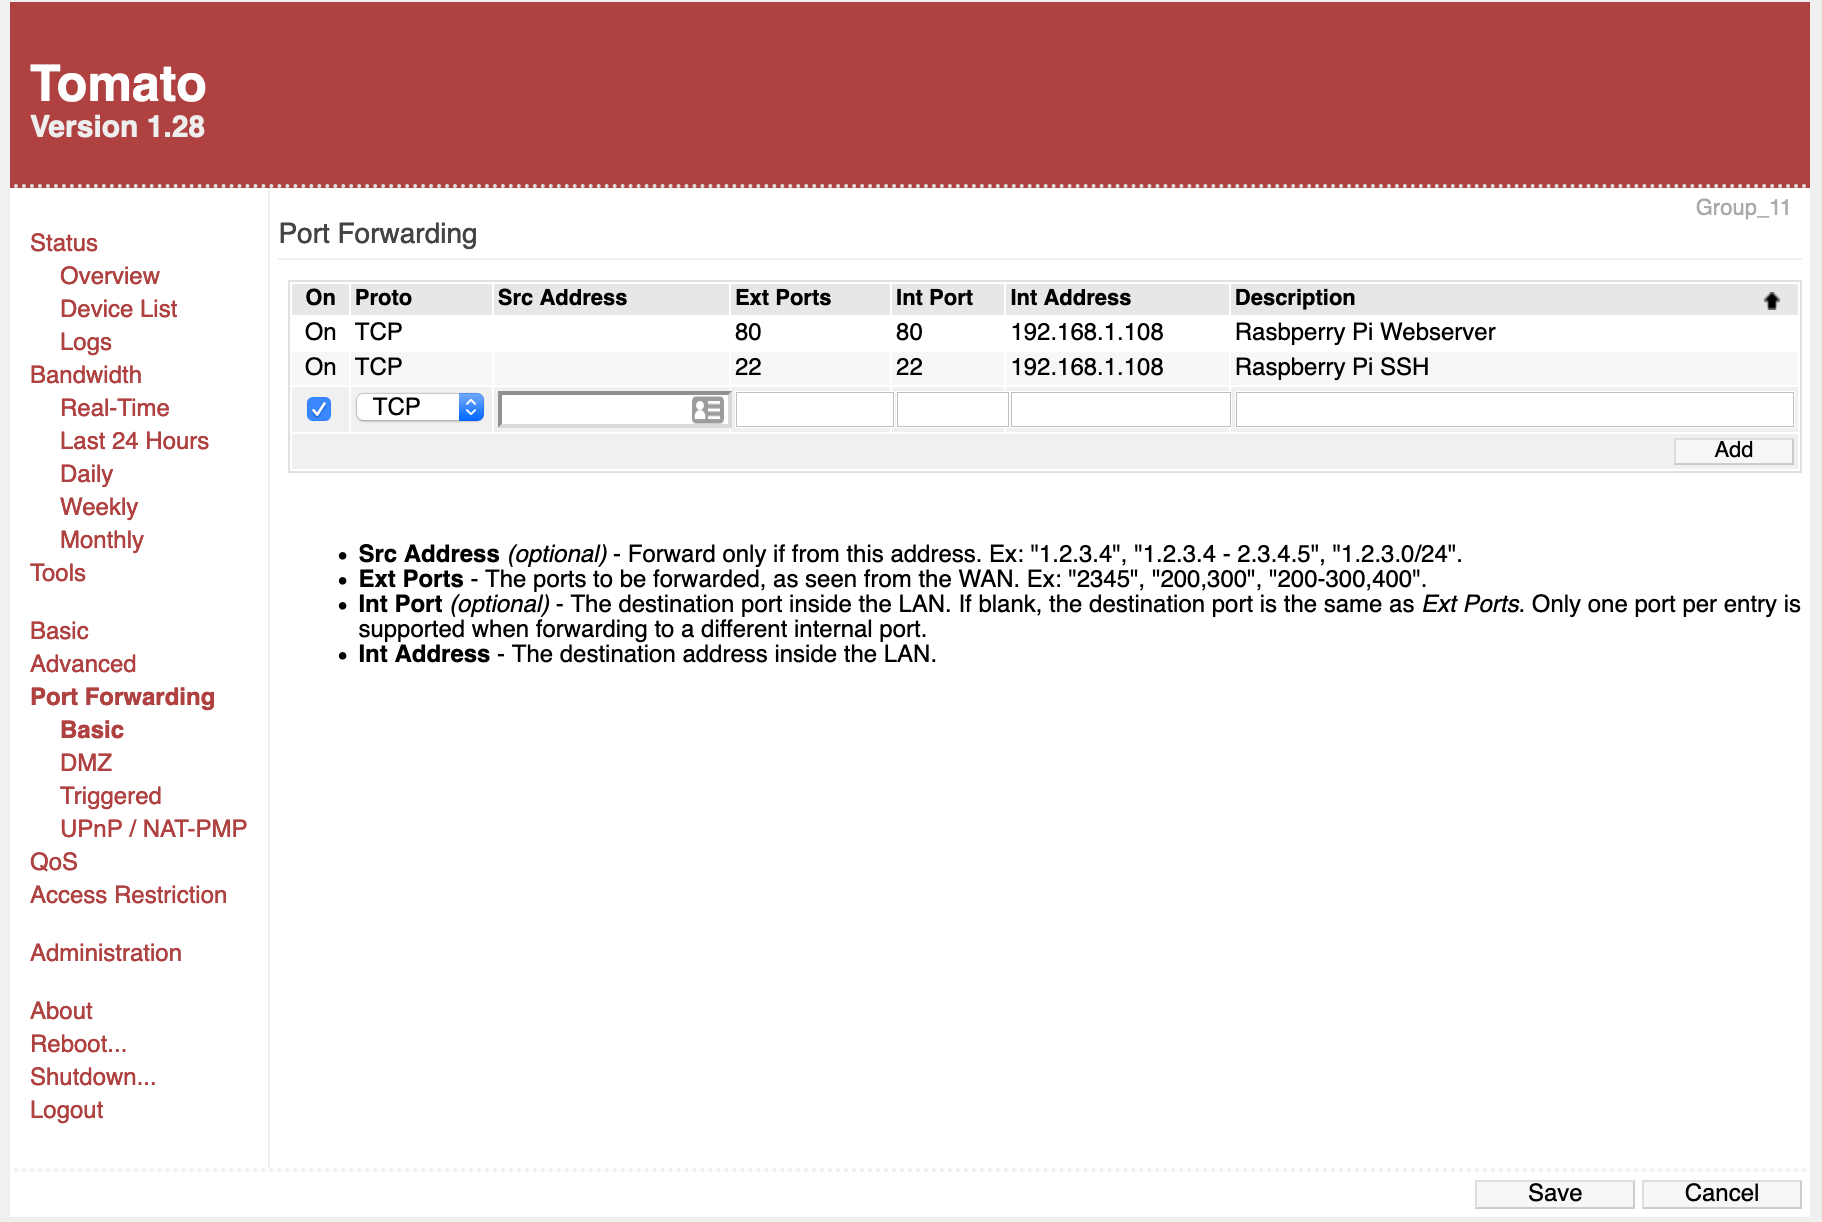 Tomato
Version 1.28
Group_11
Status
Overview
Device List
Logs
Bandwidth
Real-Time
Last 24 Hours
Daily
Weekly
Monthly
Tools
Basic
Advanced
Port Forwarding
Basic
DMZ
Triggered
UPnP / NAT-PMP
QoS
Access Restriction
Administration
About
Reboot...
Shutdown...
Logout
Port Forwarding
On Proto Src Address Ext Ports Int Port Int Address Description
On TCP 80 80 192.168.1.108 Rasbperry Pi Webserver
On TCP 22 22 192.168.1.108 Raspberry Pi SSH
TCP
Add
• Src Address (optional) - Forward only if from this address. Ex: "1.2.3.4", "1.2.3.4 - 2.3.4.5", "1.2.3.0/24".
• Ext Ports - The ports to be forwarded, as seen from the WAN. Ex: "2345", "200,300", "200-300,400".
• Int Port (optional) - The destination port inside the LAN. If blank, the destination port is the same as Ext Ports. Only one port per entry is
supported when forwarding to a different internal port.
• Int Address - The destination address inside the LAN.
Save Cancel